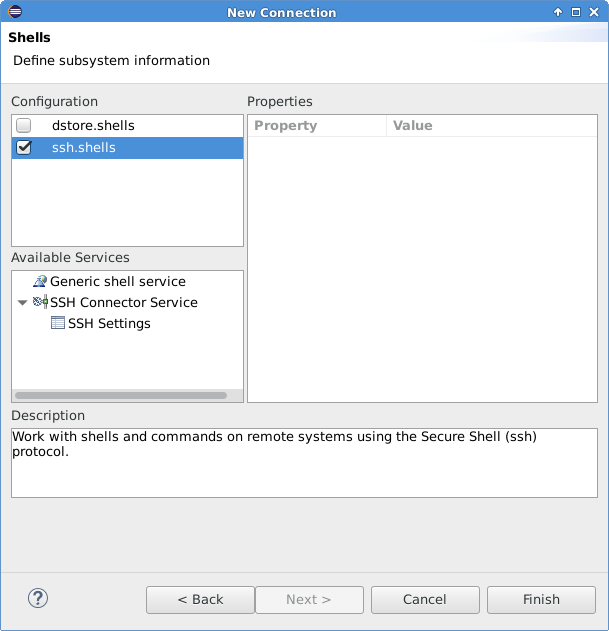 New Connection
Shells
Define subsystem information
Configuration
Properties
dstore.shells
ssh.shells
Property Value
Available Services
Generic shell service
SSH Connector Service
SSH Settings
Description
Work with shells and commands on remote systems using the Secure Shell (ssh)
protocol.
?
< Back
Next >
Cancel
Finish